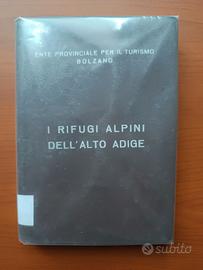 ENTE PROVINCIALE PER IL TURISMO
BOLZANO
I RIFUGI ALPINI
DELL'ALTO ADIGE
subito